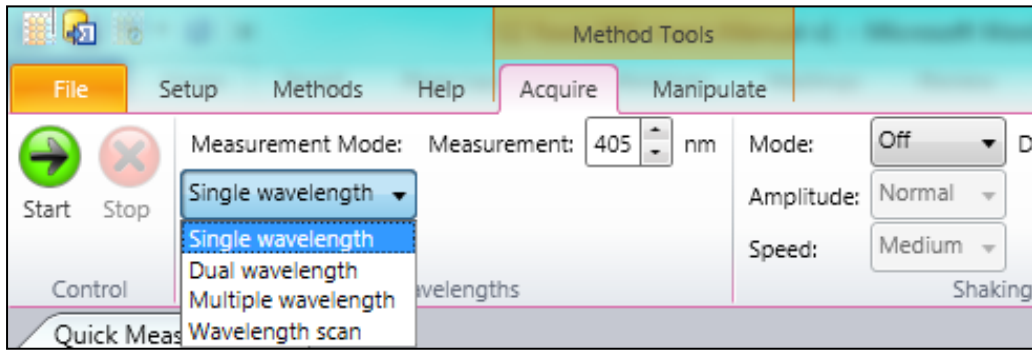 Method Tools
File Setup Methods Help Acquire Manipulate
Measurement Mode: Measurement: 405 nm Mode: Off D
Single wavelength Amplitude: Normal
Start Stop
Single wavelength Speed: Medium
Dual wavelength
Multiple wavelength
Wavelength scan
Control avelengths Shaking
Quick Meas